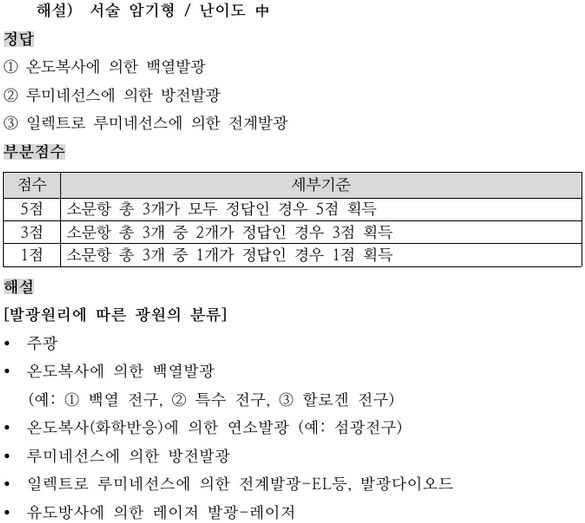 해설) 서술 암기형 / 난이도 中
정답
① 온도복사에 의한 백열발광
② 루미네선스에 의한 방전발광
③ 일렉트로 루미네선스에 의한 전계발광
부분점수
점수 세부기준
5점 소문항 총 3개가 모두 정답인 경우 5점 획득
3점 소문항 총 3개 중 2개가 정답인 경우 3점 획득
1점 소문항 총 3개 중 1개가 정답인 경우 1점 획득
해설
[발광원리에 따른 광원의 분류]
• 주광
• 온도복사에 의한 백열발광
(예: ① 백열 전구, ② 특수 전구, ③ 할로겐 전구)
• 온도복사(화학반응)에 의한 연소발광 (예: 섬광전구)
• 루미네선스에 의한 방전발광
• 일렉트로 루미네선스에 의한 전계발광-EL등, 발광다이오드
• 유도방사에 의한 레이저 발광-레이저